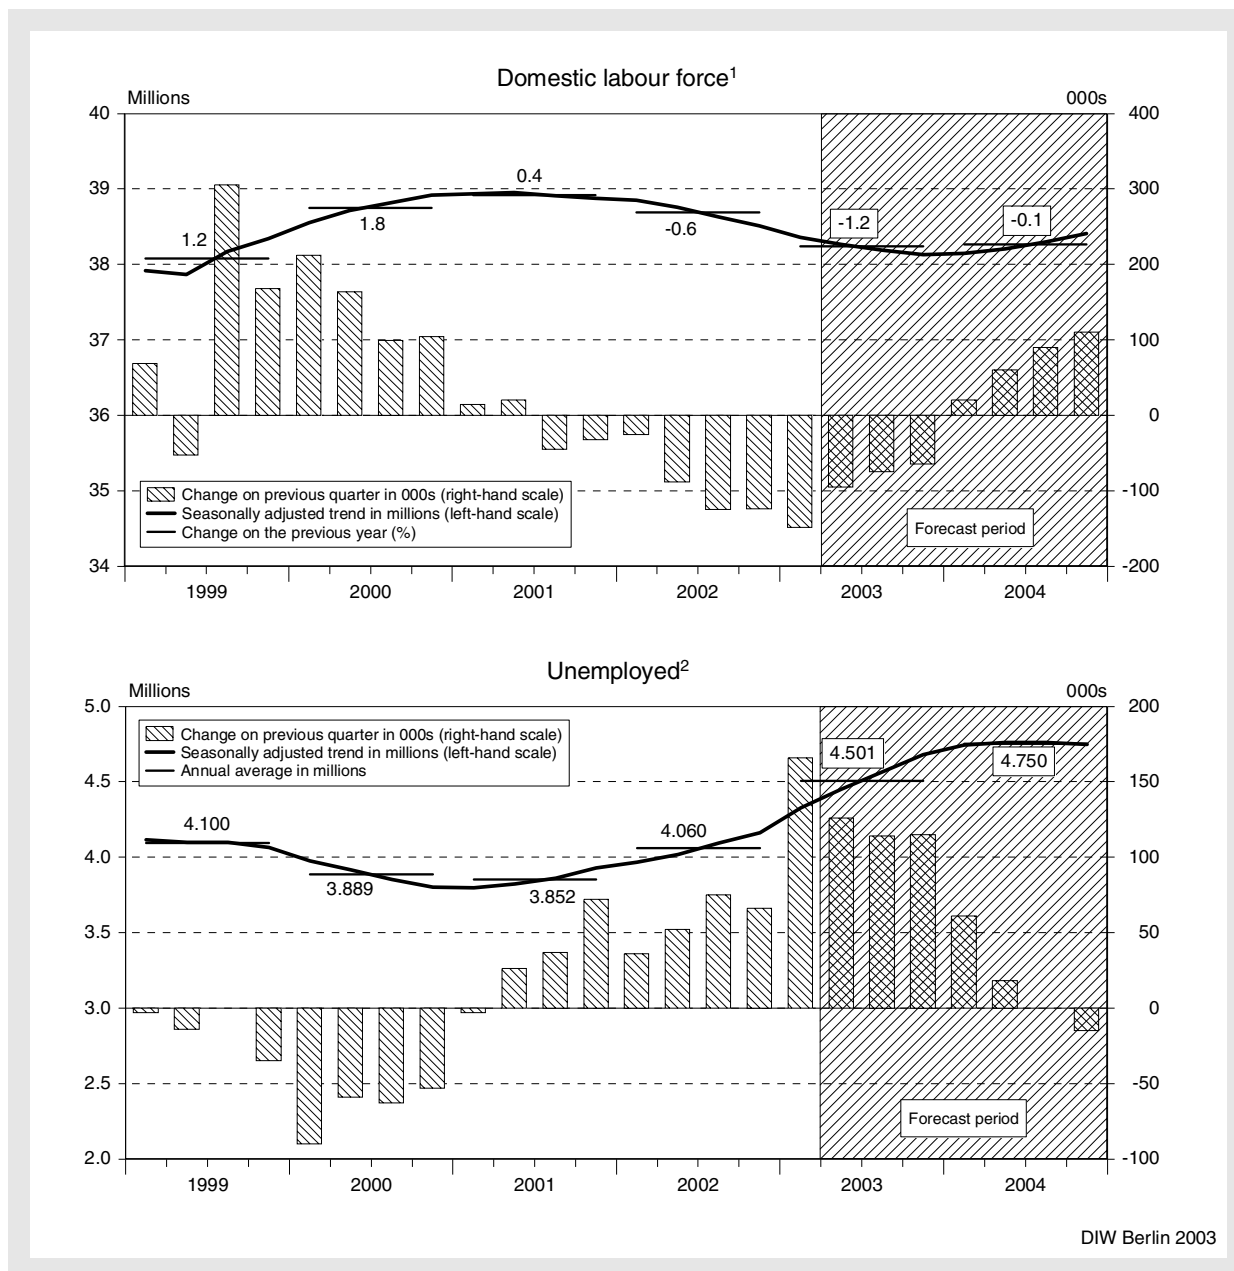 Domestic labour force¹
Millions 000s
40 400
39 300
38 200
37 100
36 0
35 -100
34 -200
1.2
1.8
0.4
-0.6
-1.2
-0.1
Change on previous quarter in 000s (right-hand scale)
Seasonally adjusted trend in millions (left-hand scale)
Change on the previous year (%)
Forecast period
1999 2000 2001 2002 2003 2004
Unemployed²
Millions 000s
5.0 200
4.5 150
4.0 100
3.5 50
3.0 0
2.5 -50
2.0 -100
Change on previous quarter in 000s (right-hand scale)
Seasonally adjusted trend in millions (left-hand scale)
Annual average in millions
4.100
3.889
3.852
4.060
4.501
4.750
Forecast period
1999 2000 2001 2002 2003 2004
DIW Berlin 2003